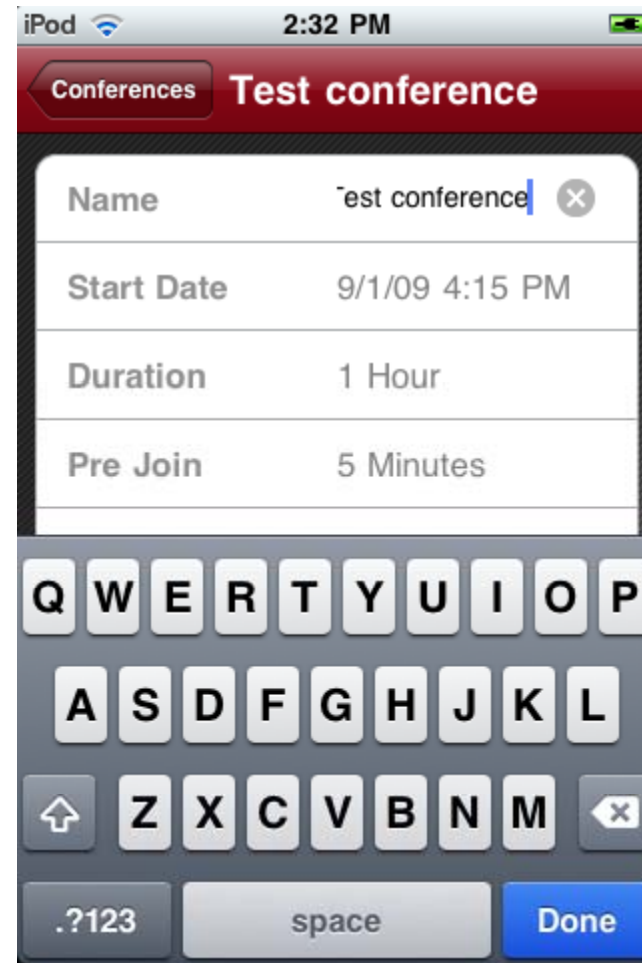 iPod 2:32 PM
Conferences Test conference
Name Test conference
Start Date 9/1/09 4:15 PM
Duration 1 Hour
Pre Join 5 Minutes
Q W E R T Y U I O P
A S D F G H J K L
Z X C V B N M
.?123 space Done